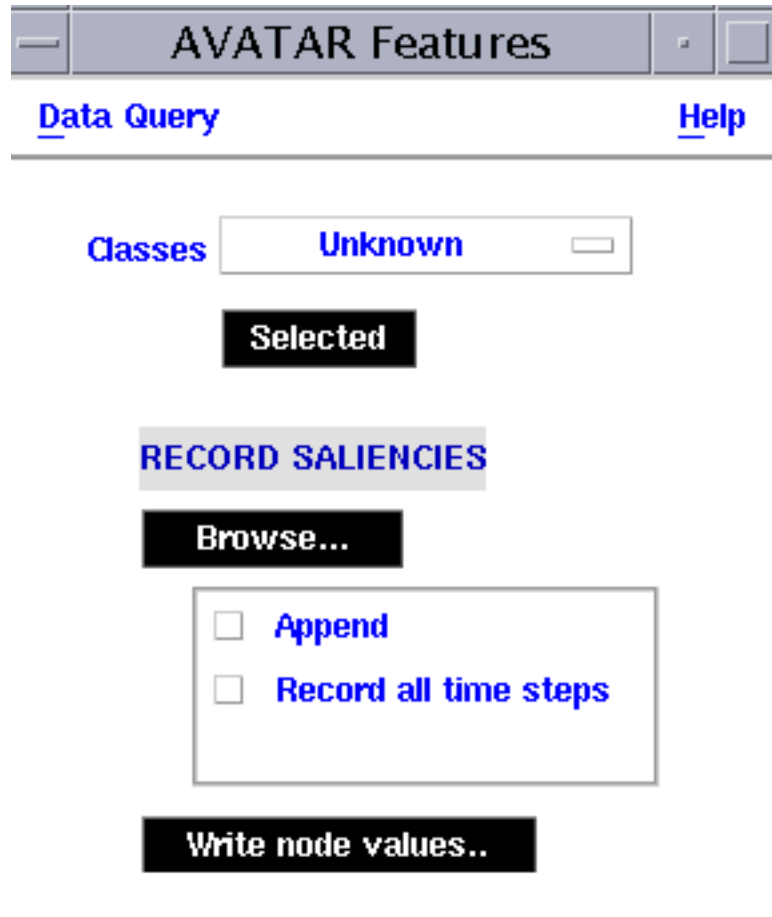 AVATAR Features
Data Query Help
Classes Unknown
Selected
RECORD SALIENCIES
Browse...
Append
Record all time steps
Write node values..